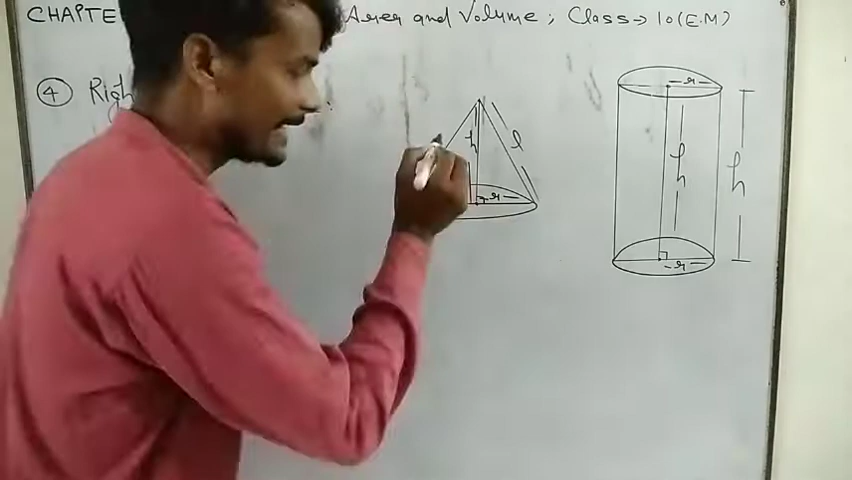 CHAPTE Area and Volume, Class → 10 (E.M)
④ Righ
h l r
r h h r